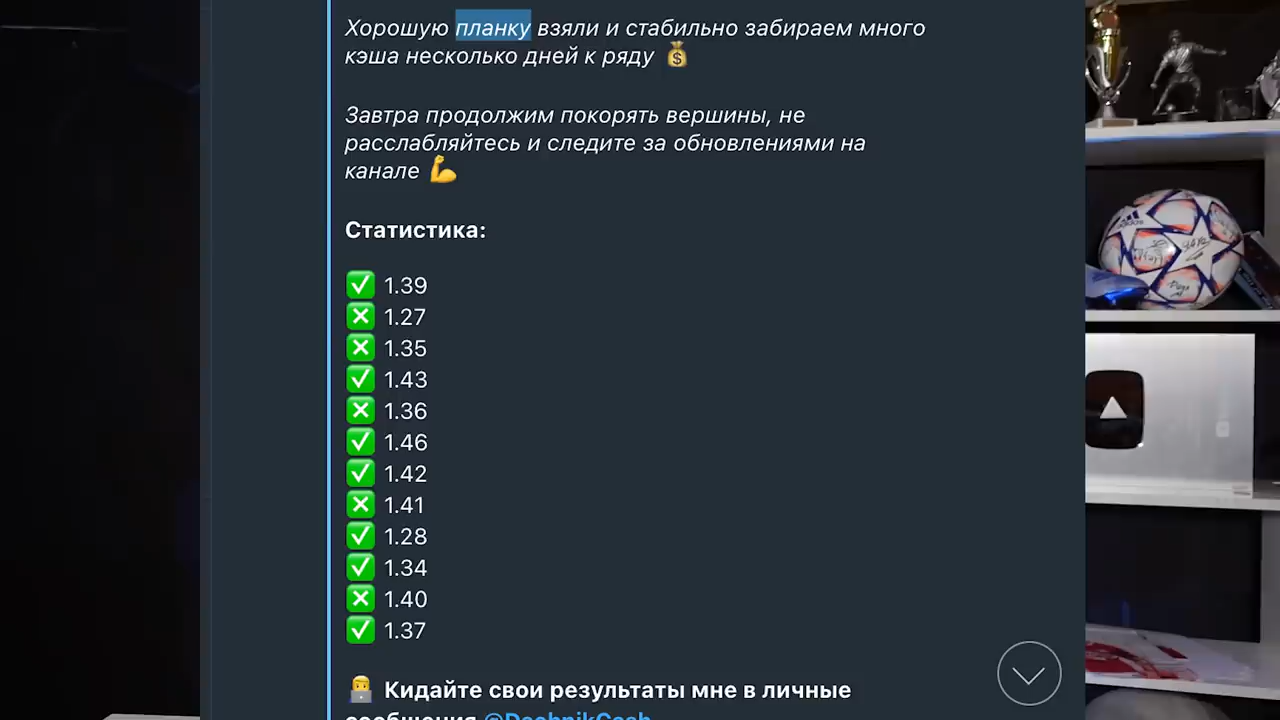 Хорошую планку взяли и стабильно забираем много
кэша несколько дней к ряду 💰
Завтра продолжим покорять вершины, не
расслабляйтесь и следите за обновлениями на
канале 💪
Статистика:
✅ 1.39
❎ 1.27
❎ 1.35
✅ 1.43
❎ 1.36
✅ 1.46
✅ 1.42
❎ 1.41
✅ 1.28
✅ 1.34
❎ 1.40
✅ 1.37
👨‍💻 Кидайте свои результаты мне в личные
сообщения
adidas